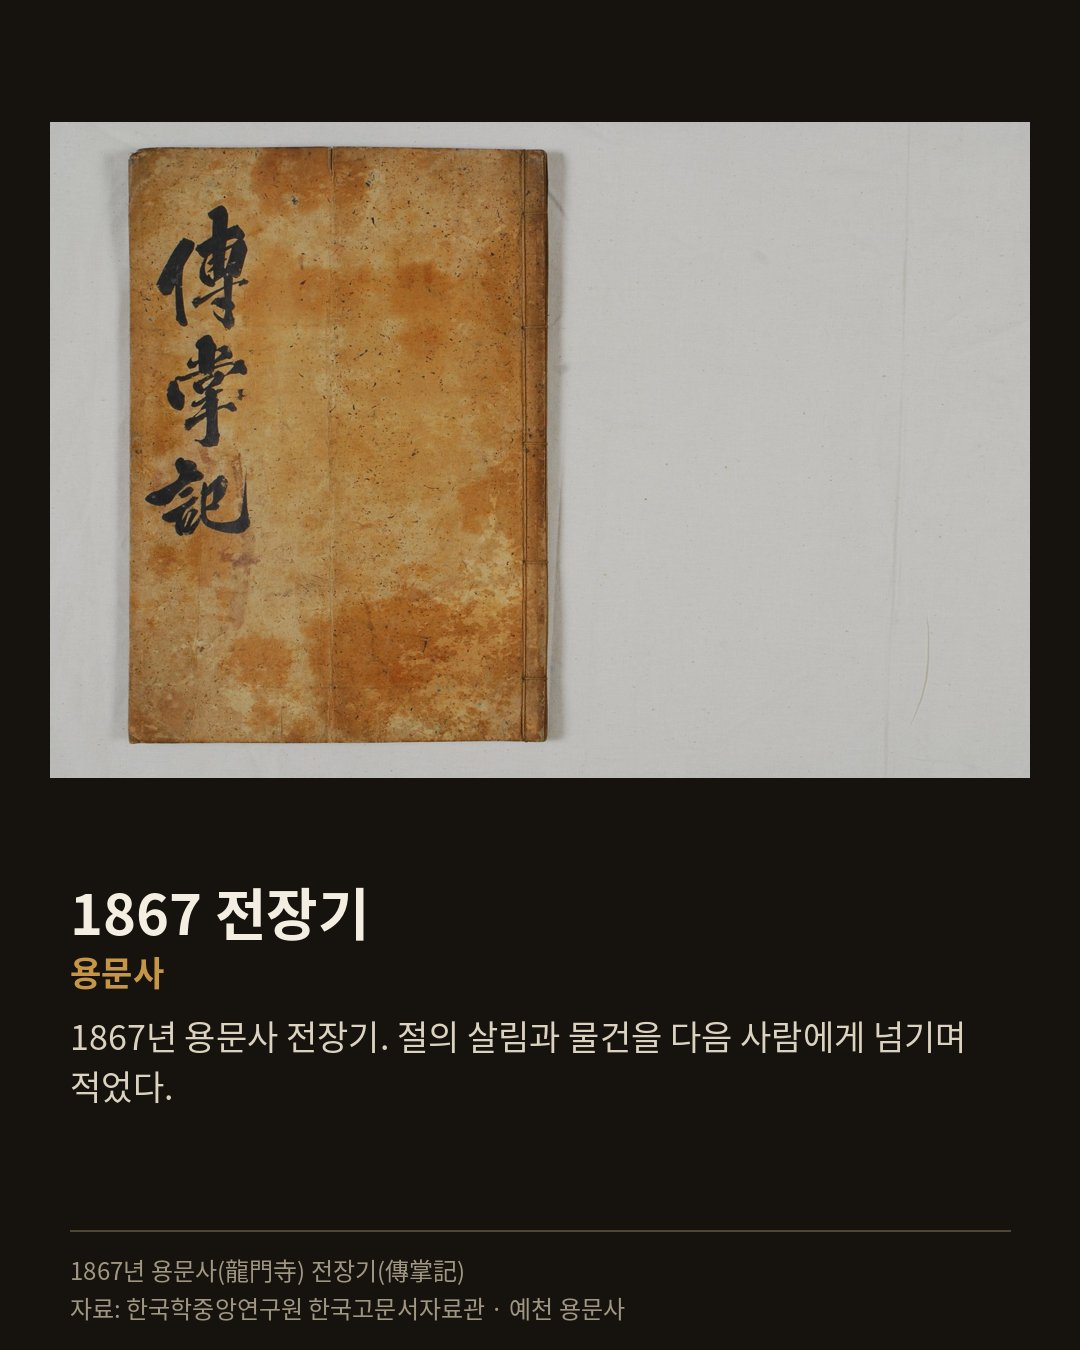 傳掌記
1867 전장기
용문사
1867년 용문사 전장기. 절의 살림과 물건을 다음 사람에게 넘기며
적었다.
1867년 용문사(龍門寺) 전장기(傳掌記)
자료: 한국학중앙연구원 한국고문서자료관 · 예천 용문사